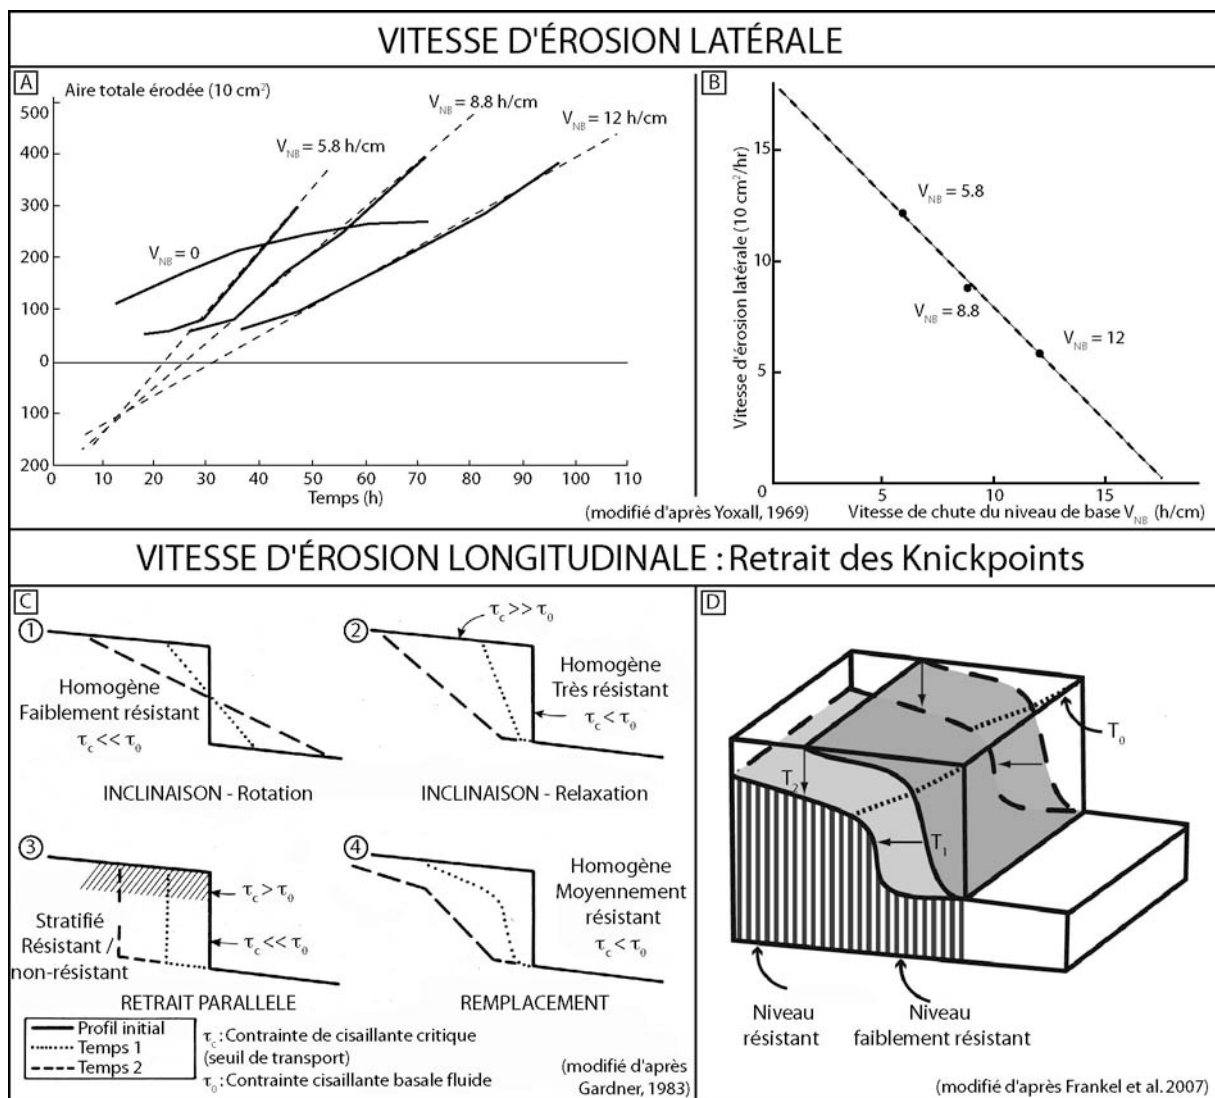 VITESSE D'ÉROSION LATÉRALE
A
Aire totale érodée (10 cm²)
500
400
300
200
100
0
100
200
V_NB = 5.8 h/cm
V_NB = 8.8 h/cm
V_NB = 12 h/cm
V_NB = 0
0 10 20 30 40 50 60 70 80 90 100 110
Temps (h)
(modifié d'après Yoxall, 1969)
B
Vitesse d'érosion latérale (10 cm²/hr)
15
10
5
0
V_NB = 5.8
V_NB = 8.8
V_NB = 12
5 10 15
Vitesse de chute du niveau de base V_NB (h/cm)
VITESSE D'ÉROSION LONGITUDINALE : Retrait des Knickpoints
C
1
Homogène
Faiblement résistant
τc << τ0
INCLINAISON - Rotation
2
τc >> τ0
Homogène
Très résistant
τc < τ0
INCLINAISON - Relaxation
3
τc > τ0
Stratifié
Résistant /
non-résistant
τc << τ0
RETRAIT PARALLELE
4
Homogène
Moyennement
résistant
τc < τ0
REMPLACEMENT
Profil initial
Temps 1
Temps 2
τc : Contrainte de cisaillante critique
(seuil de transport)
τ0 : Contrainte cisaillante basale fluide
(modifié d'après
Gardner, 1983)
D
T0
T2
T1
Niveau
résistant
Niveau
faiblement résistant
(modifié d'après Frankel et al. 2007)